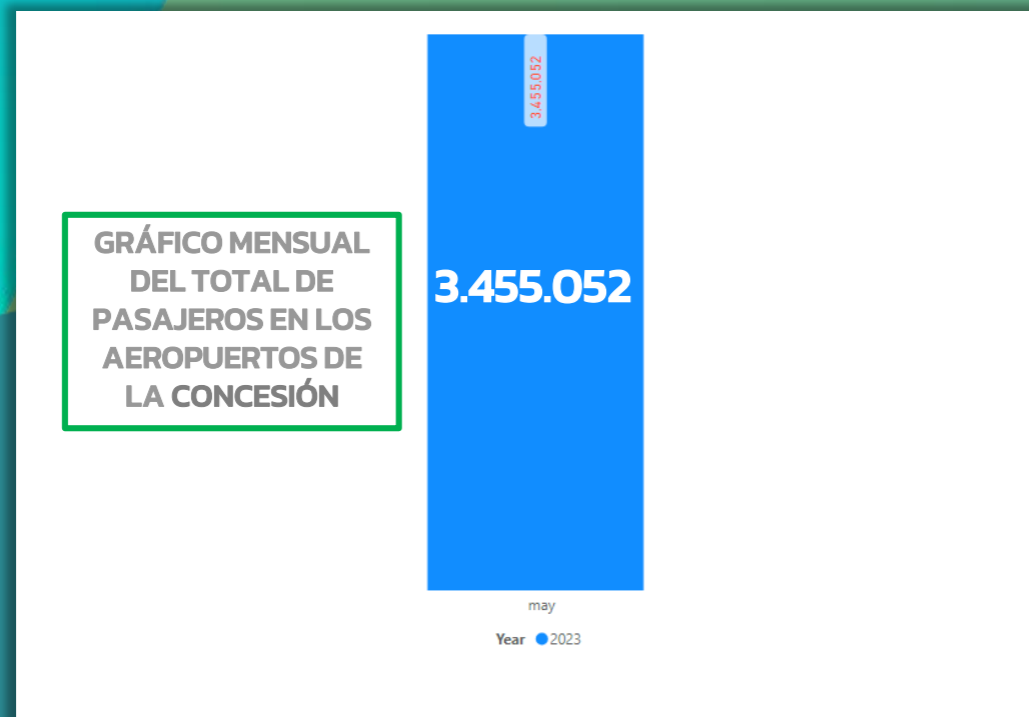 3.455.052
GRÁFICO MENSUAL
DEL TOTAL DE
PASAJEROS EN LOS
AEROPUERTOS DE
LA CONCESIÓN
3.455.052
may
Year 2023